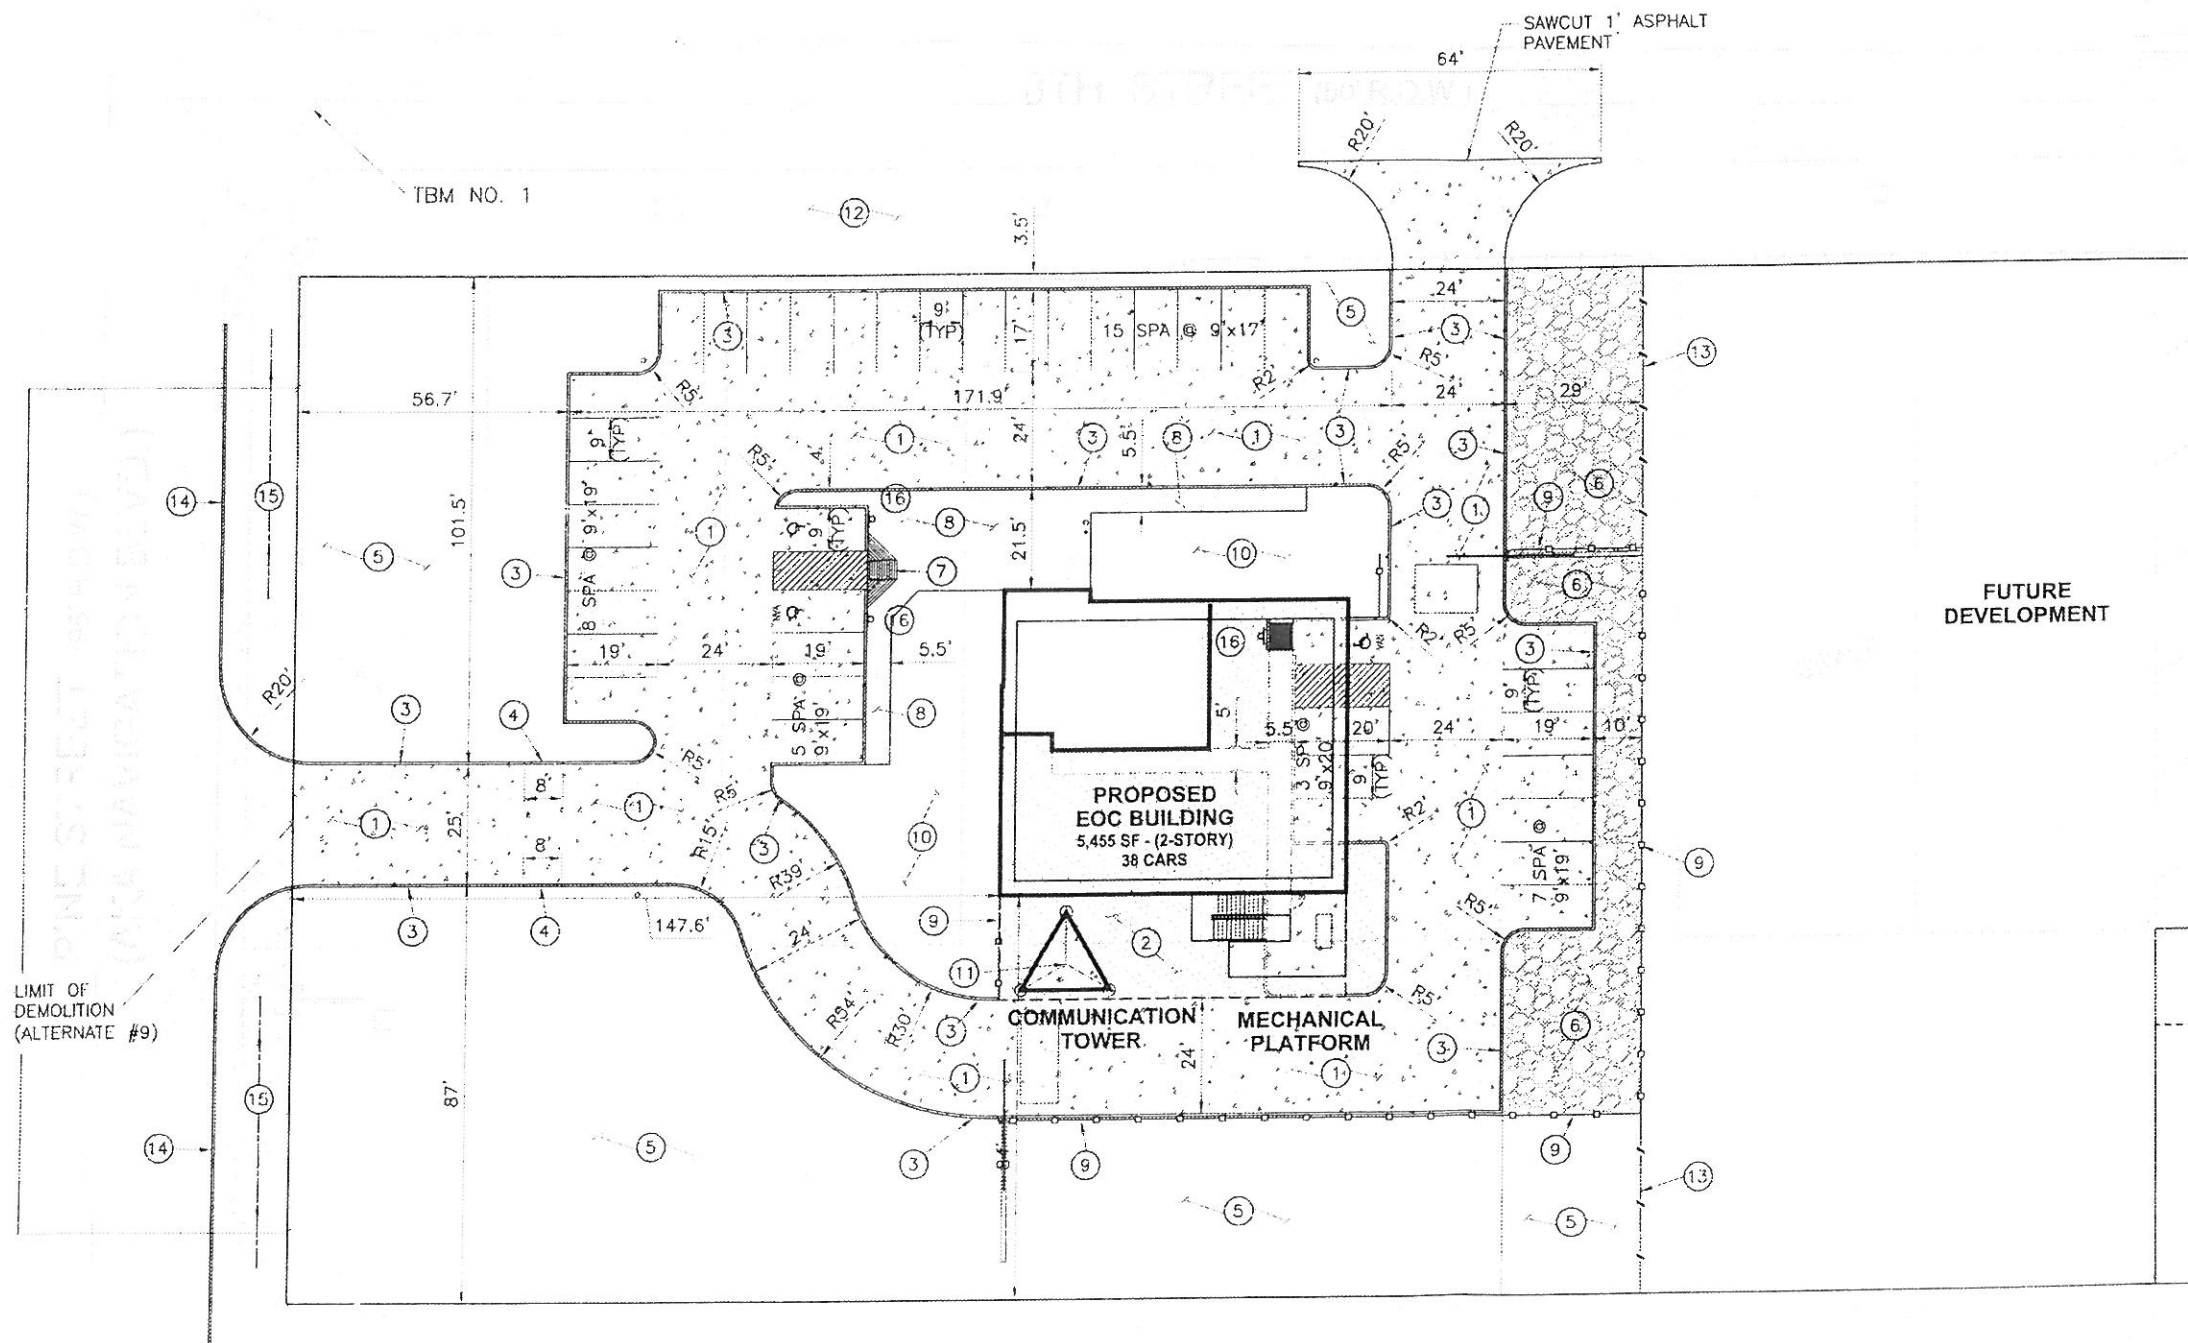 SAWCUT 1' ASPHALT
PAVEMENT
64'
R20'
R20'
TBM NO. 1
12
3.5'
24'
5
3
3
9'
(TYP)
17'
15 SPA @ 9'x17'
13
R5'
R2'
R5'
56.7'
171.9'
24'
29'
9'
(TYP)
1
24'
3
5.5'
8
1
3
3
R5'
4'
R5'
14
15
16
8
9
6
3
1
101.5'
5
3
8 SPA @ 9'x19'
1
9'
(TYP)
21.5'
10
7
6
FUTURE
DEVELOPMENT
16
16
R2'
R5'
3
19'
24'
19'
5.5'
R20'
3
4
5 SPA @
9'x19'
8
5'
5.5'
20'
24'
19'
10'
9'
(TYP)
3 SP @
9'x20'
9'
(TYP)
R5'
R5'
8'
1
1
25'
PROPOSED
EOC BUILDING
5,455 SF - (2-STORY)
38 CARS
R2'
1
10
R15'
3
R39'
8'
7 SPA @
9'x19'
9
R5'
3
4
147.6'
24'
9
2
11
LIMIT OF
DEMOLITION
(ALTERNATE #9)
R54'
R30'
3
COMMUNICATION
TOWER
MECHANICAL
PLATFORM
R5'
3
6
24'
1
1
87'
15
14
5
3
84'
9
9
13
5
5